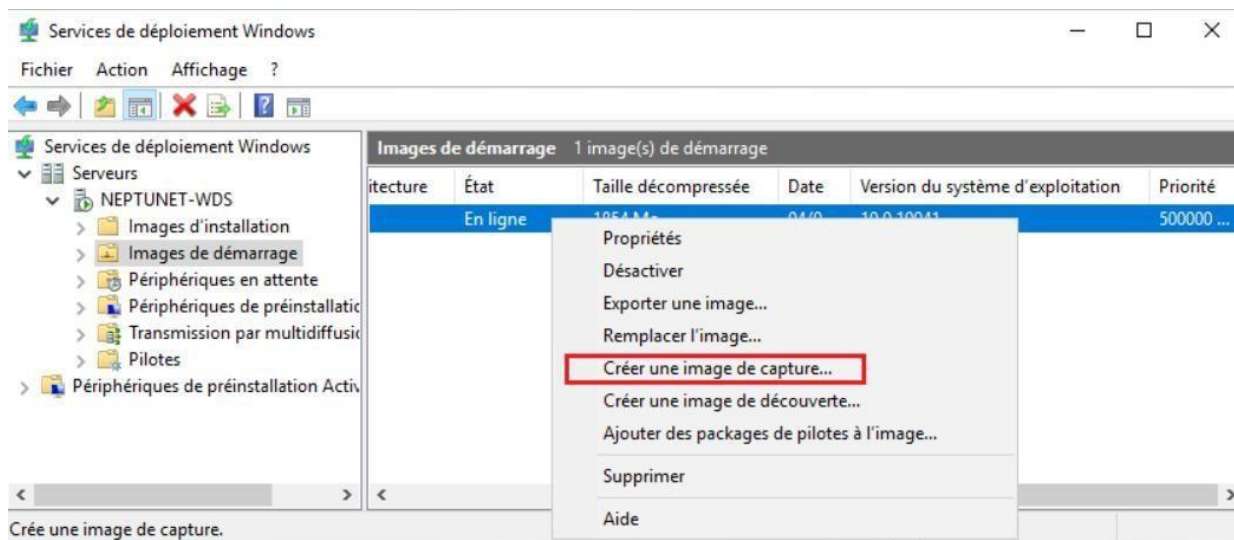 Services de déploiement Windows
Fichier Action Affichage ?
Services de déploiement Windows
Serveurs
NEPTUNET-WDS
Images d'installation
Images de démarrage
Périphériques en attente
Périphériques de préinstallatic
Transmission par multidiffusic
Pilotes
Périphériques de préinstallation Activ
Images de démarrage 1 image(s) de démarrage
itecture État Taille décompressée Date Version du système d'exploitation Priorité
En ligne 500000 ...
Propriétés
Désactiver
Exporter une image...
Remplacer l'image...
Créer une image de capture...
Créer une image de découverte...
Ajouter des packages de pilotes à l'image...
Supprimer
Aide
Crée une image de capture.